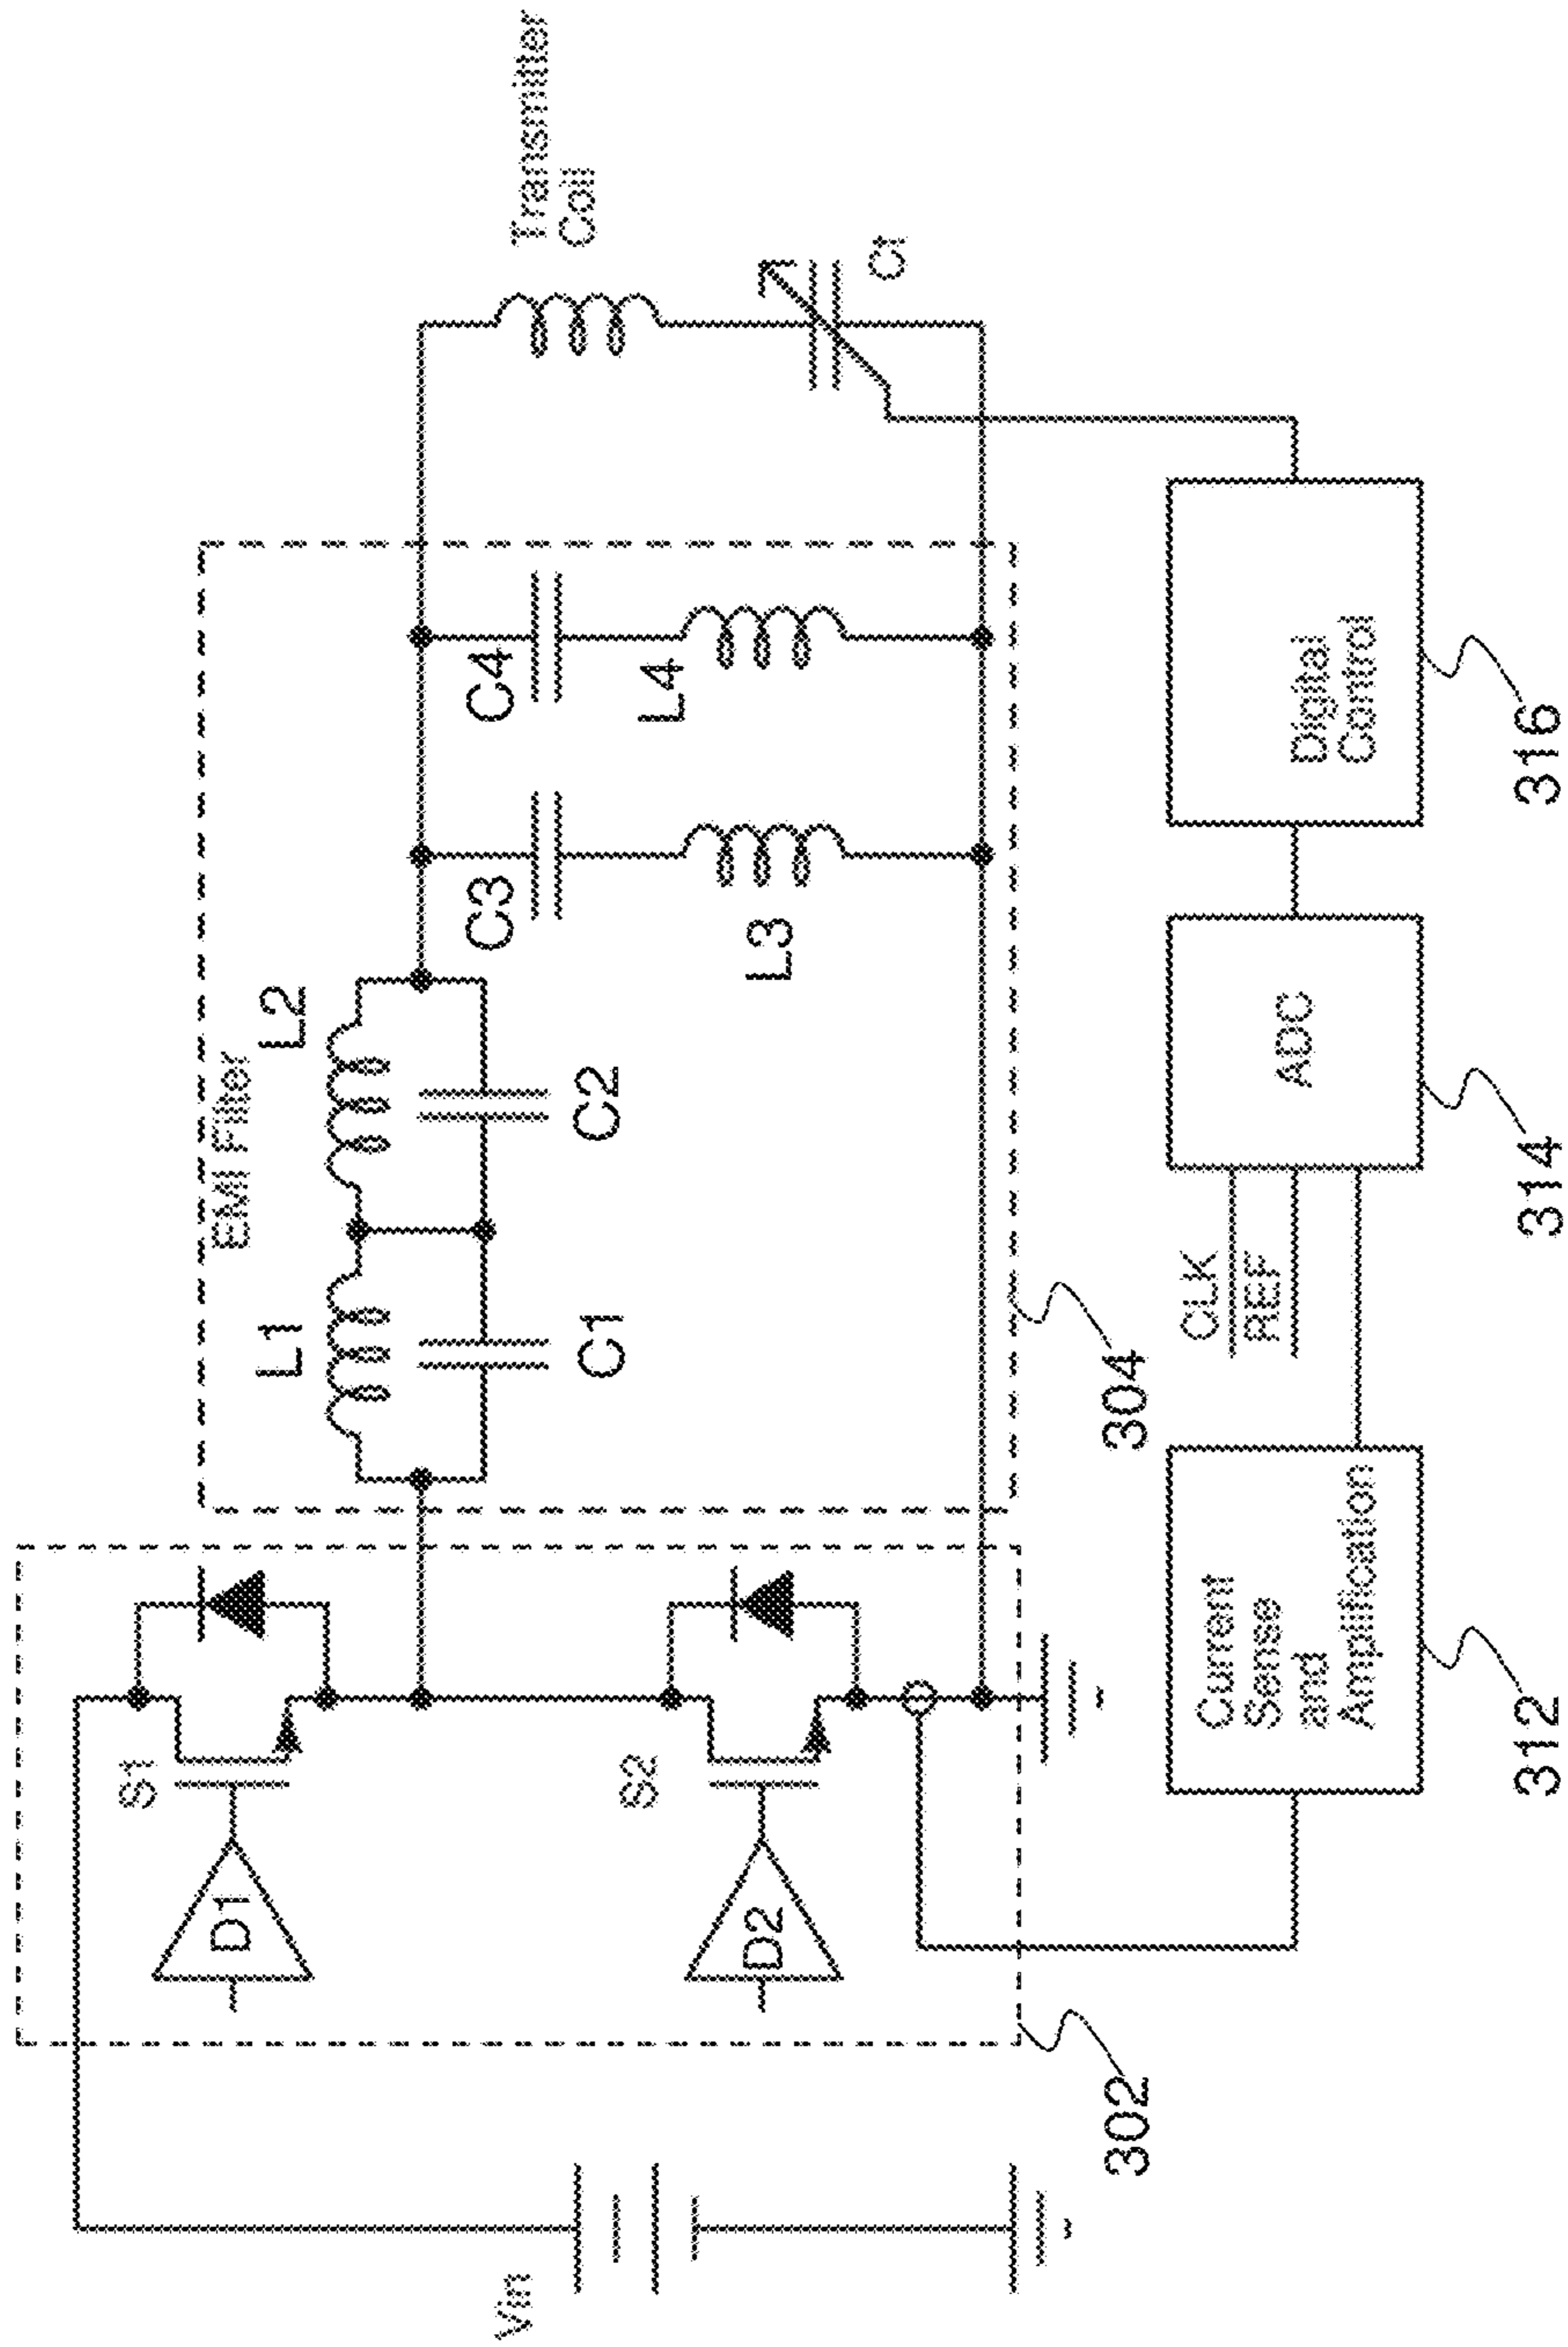 Vin
302
D1
S1
D2
S2
EMI Filter
L1
L2
C1
C2
C3
L3
C4
L4
304
Transmitter
Coil
Ct
Current
Sense
and
Amplification
312
CLK
REF
ADC
314
Digital
Control
316